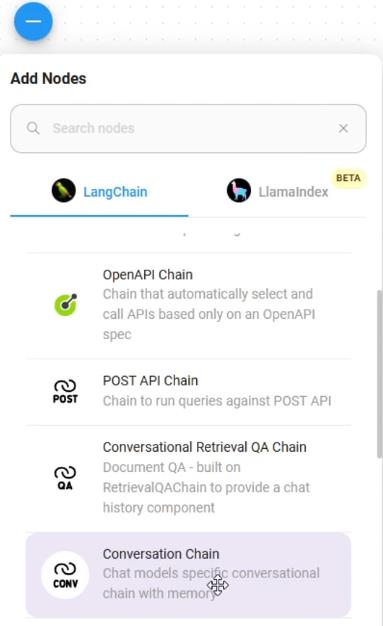 Add Nodes
Search nodes
BETA
LangChain
LlamaIndex
OpenAPI Chain
Chain that automatically select and
call APIs based only on an OpenAPI
spec
POST API Chain
POST
Chain to run queries against POST API
Conversational Retrieval QA Chain
Document QA - built on
QA
RetrievalQAChain to provide a chat
history component
Conversation Chain
CONV
Chat models specific conversational
chain with memory